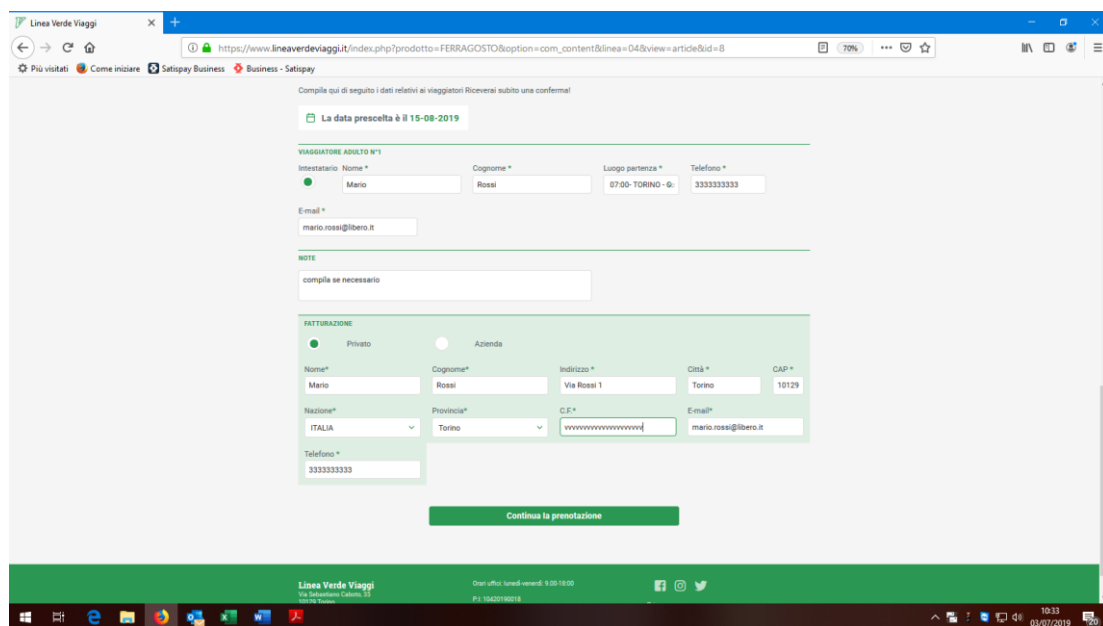 Linea Verde Viaggi
https://www.lineaverdeviaggi.it/index.php?prodotto=FERRAGOSTO&option=com_content&linea=04&view=article&id=8
70%
Più visitati Come iniziare Satispay Business Business - Satispay
Compila qui di seguito i dati relativi ai viaggiatori Riceverai subito una conferma!
La data prescelta è il 15-08-2019
VIAGGIATORE ADULTO N°1
Intestatario Nome * Cognome * Luogo partenza * Telefono *
Mario Rossi 07:00- TORINO - 3333333333
E-mail *
mario.rossi@libero.it
NOTE
compila se necessario
FATTURAZIONE
Privato Azienda
Nome* Cognome* Indirizzo * Città * CAP *
Mario Rossi Via Rossi 1 Torino 10129
Nazione* Provincia* C.F.* E-mail*
ITALIA Torino mario.rossi@libero.it
Telefono *
3333333333
Continua la prenotazione
Linea Verde Viaggi
Via Sebastiano Caboto, 35
10129 Torino
Orari uffici: lunedì-venerdì: 9.00-18:00
P.I: 10420190018
10:33
03/07/2019
20